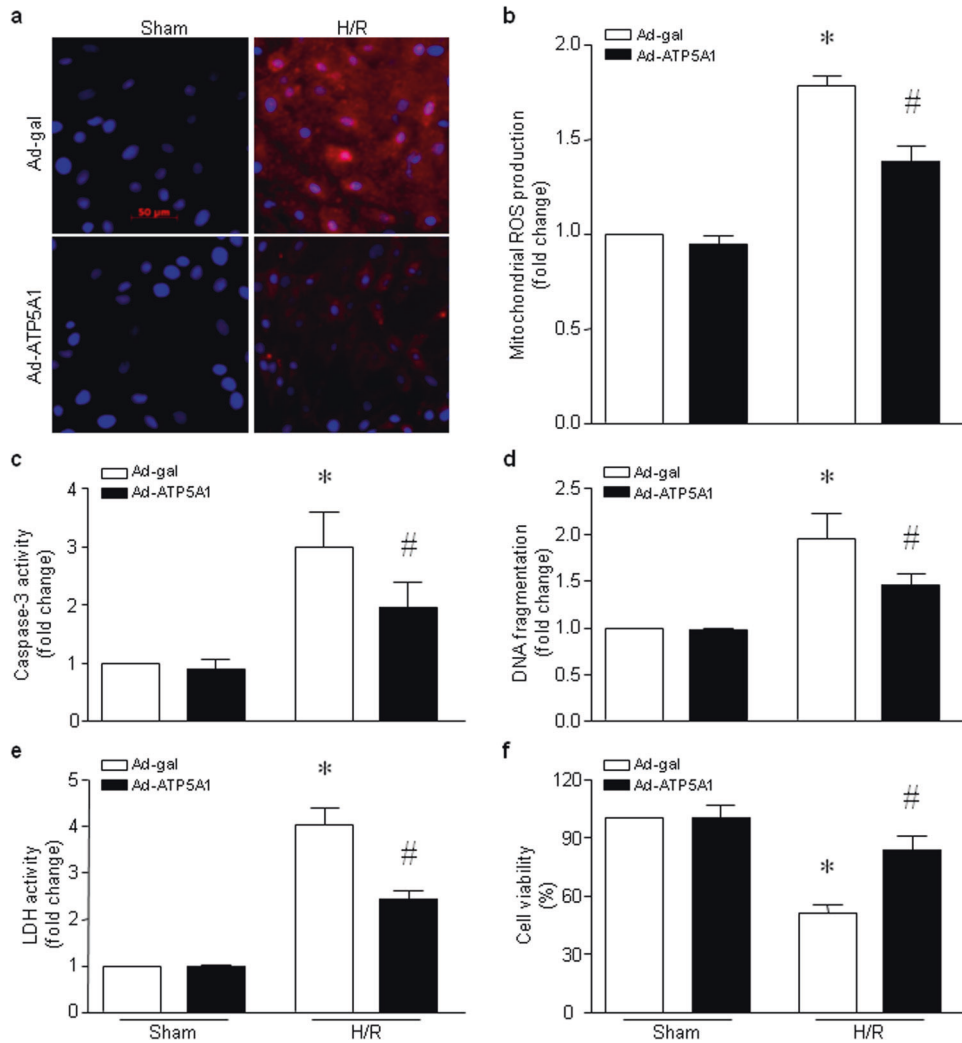 a
Sham
H/R
Ad-gal
50 µm
Ad-ATP5A1
b
Ad-gal
Ad-ATP5A1
Mitochondrial ROS production
(fold change)
2.0
1.5
1.0
0.5
0.0
*
#
c
Ad-gal
Ad-ATP5A1
Caspase-3 activity
(fold change)
4
3
2
1
0
*
#
d
Ad-gal
Ad-ATP5A1
DNA fragmentation
(fold change)
2.5
2.0
1.5
1.0
0.5
0.0
*
#
e
Ad-gal
Ad-ATP5A1
LDH activity
(fold change)
5
4
3
2
1
0
*
#
Sham
H/R
f
Ad-gal
Ad-ATP5A1
Cell viability
(%)
120
90
60
30
0
*
#
Sham
H/R